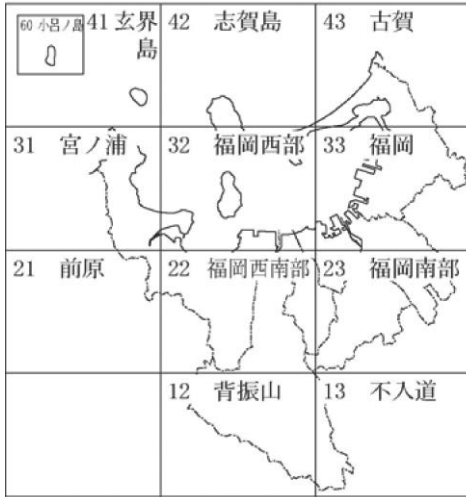 60 小呂ノ島
41 玄界島
42 志賀島
43 古賀
31 宮ノ浦
32 福岡西部
33 福岡
21 前原
22 福岡西南部
23 福岡南部
12 背振山
13 不入道